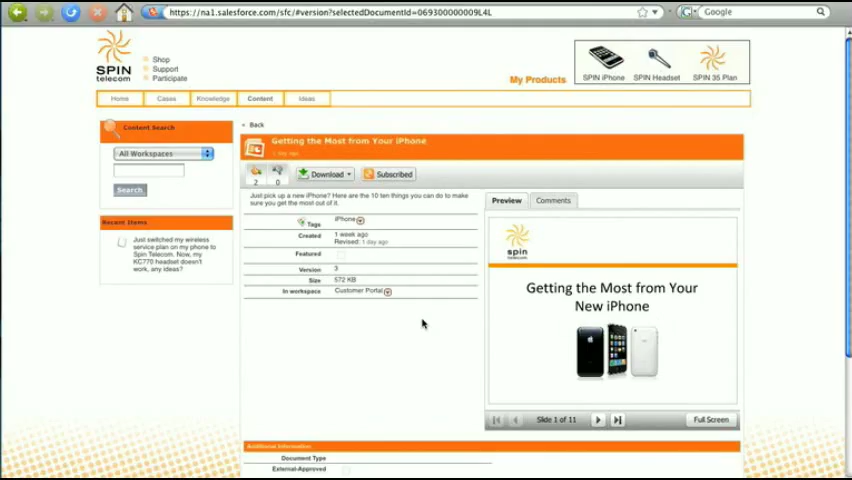 https://na1.salesforce.com/sfc/#version?selectedDocumentId=069300000009L4L
Google
SPIN
telecom
Shop
Support
Participate
My Products
SPIN iPhone
SPIN Headset
SPIN 35 Plan
Home
Cases
Knowledge
Content
Ideas
Content Search
All Workspaces
Search
Recent Items
Just switched my wireless
service plan on my phone to
Spin Telecom. Now, my
KC770 headset doesn't
work, any ideas?
« Back
Getting the Most from Your iPhone
1 day ago
2
0
Download
Subscribed
Just pick up a new iPhone? Here are the 10 ten things you can do to make
sure you get the most out of it.
Tags
iPhone
Created
1 week ago
Revised: 1 day ago
Featured
Version
3
Size
572 KB
In workspace
Customer Portal
Preview
Comments
SPIN
telecom
Getting the Most from Your
New iPhone
Slide 1 of 11
Full Screen
Additional Information
Document Type
External-Approved